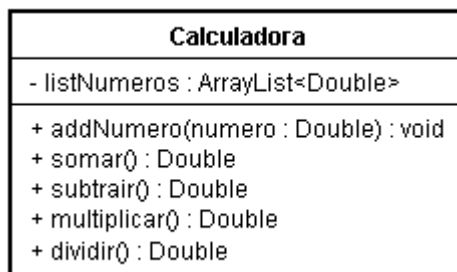 Calculadora
- listNumeros : ArrayList<Double>
+ addNumero(numero : Double) : void
+ somar() : Double
+ subtrair() : Double
+ multiplicar() : Double
+ dividir() : Double